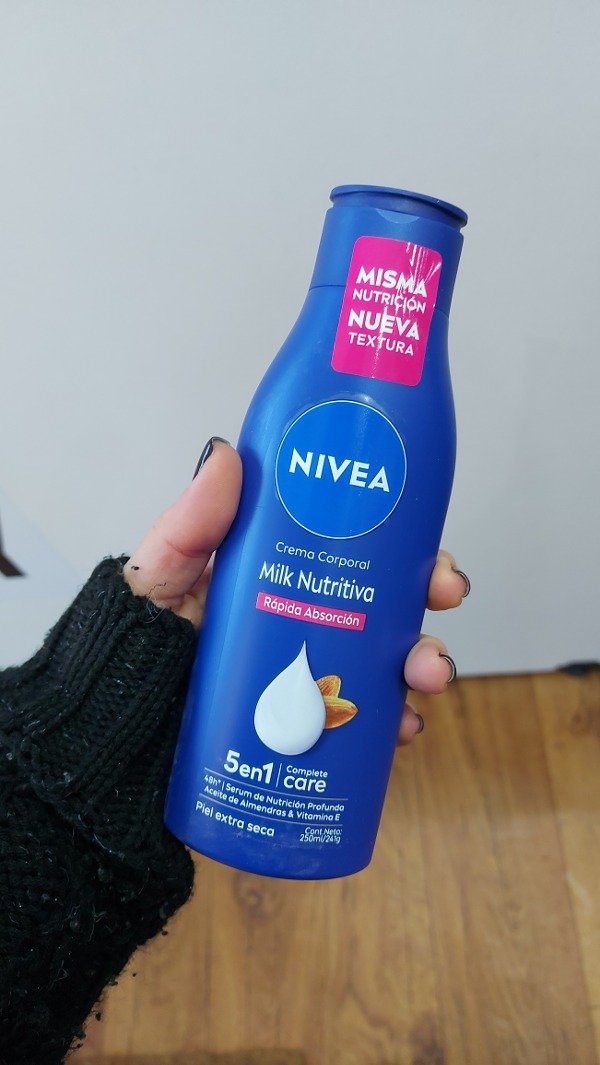 MISMA
NUTRICIÓN
NUEVA
TEXTURA
NIVEA
Crema Corporal
Milk Nutritiva
Rápida Absorción
5en1 | Complete care
48h* | Serum de Nutrición Profunda
Aceite de Almendras & Vitamina E
Piel extra seca
Cont. Neto:
250ml/241g